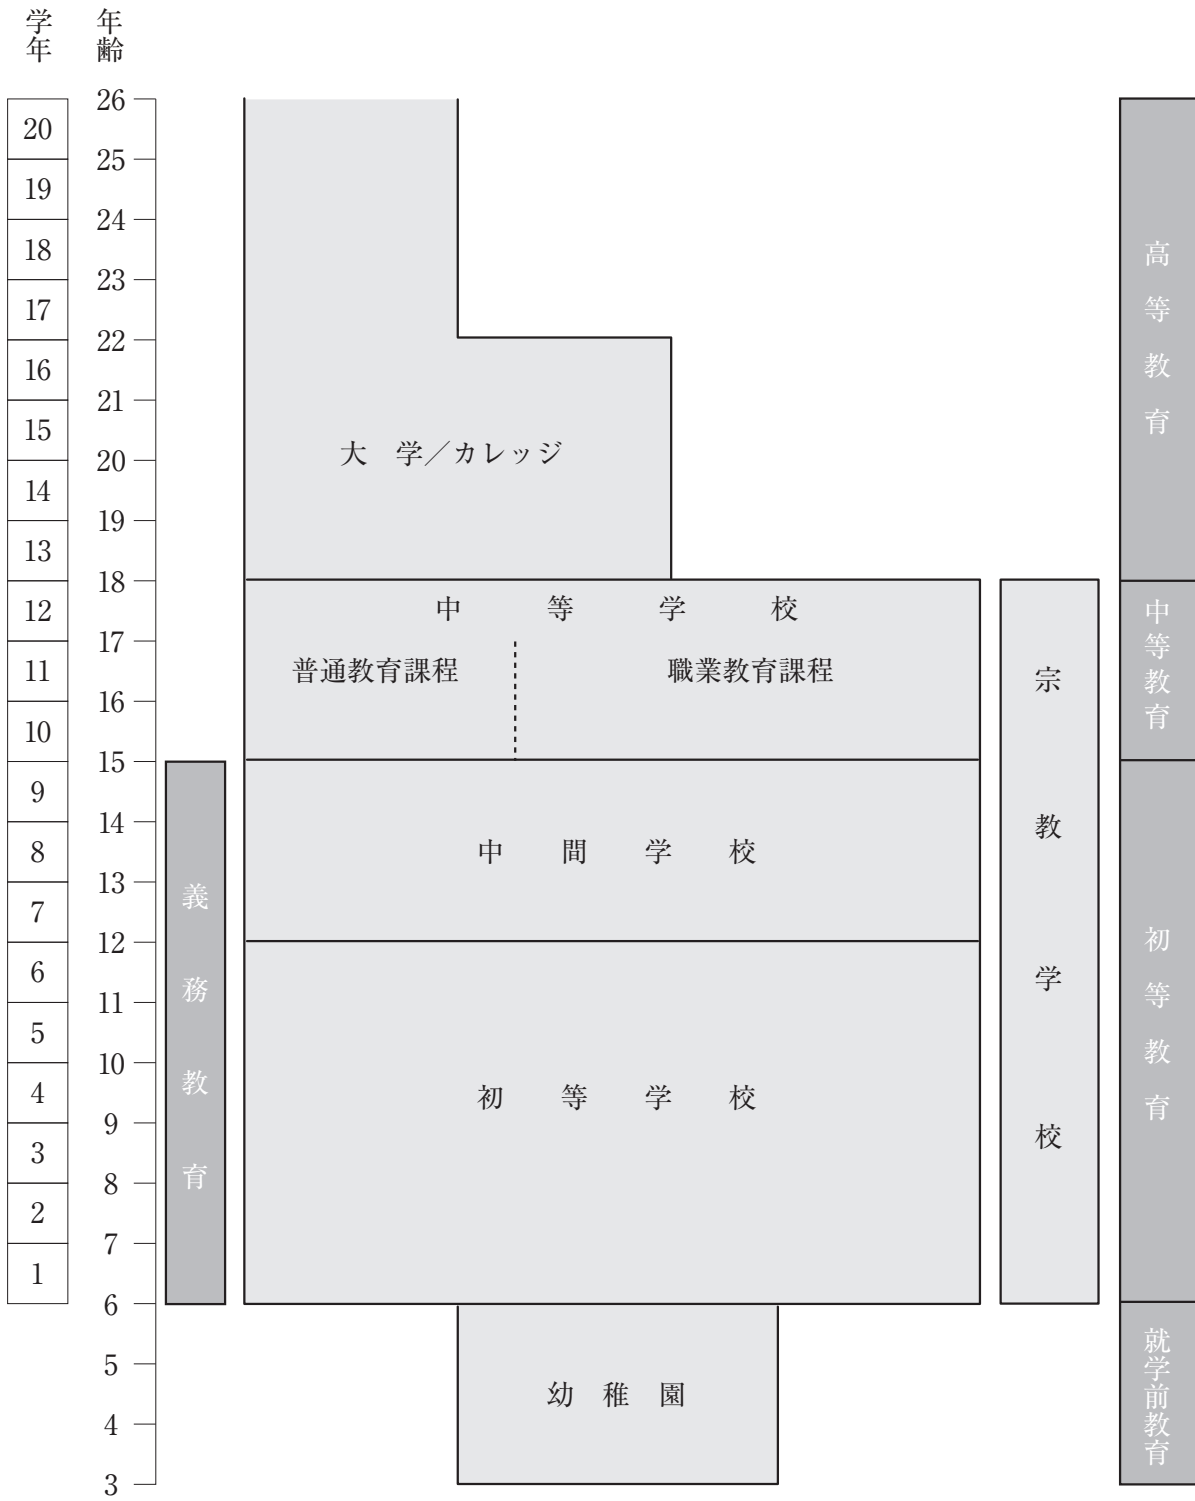 学年
年齢
20
19
18
17
16
15
14
13
12
11
10
9
8
7
6
5
4
3
2
1
26
25
24
23
22
21
20
19
18
17
16
15
14
13
12
11
10
9
8
7
6
5
4
3
義務教育
大 学／カレッジ
中 等 学 校
普通教育課程
職業教育課程
中 間 学 校
初 等 学 校
幼 稚 園
宗教学校
高等教育
中等教育
初等教育
就学前教育